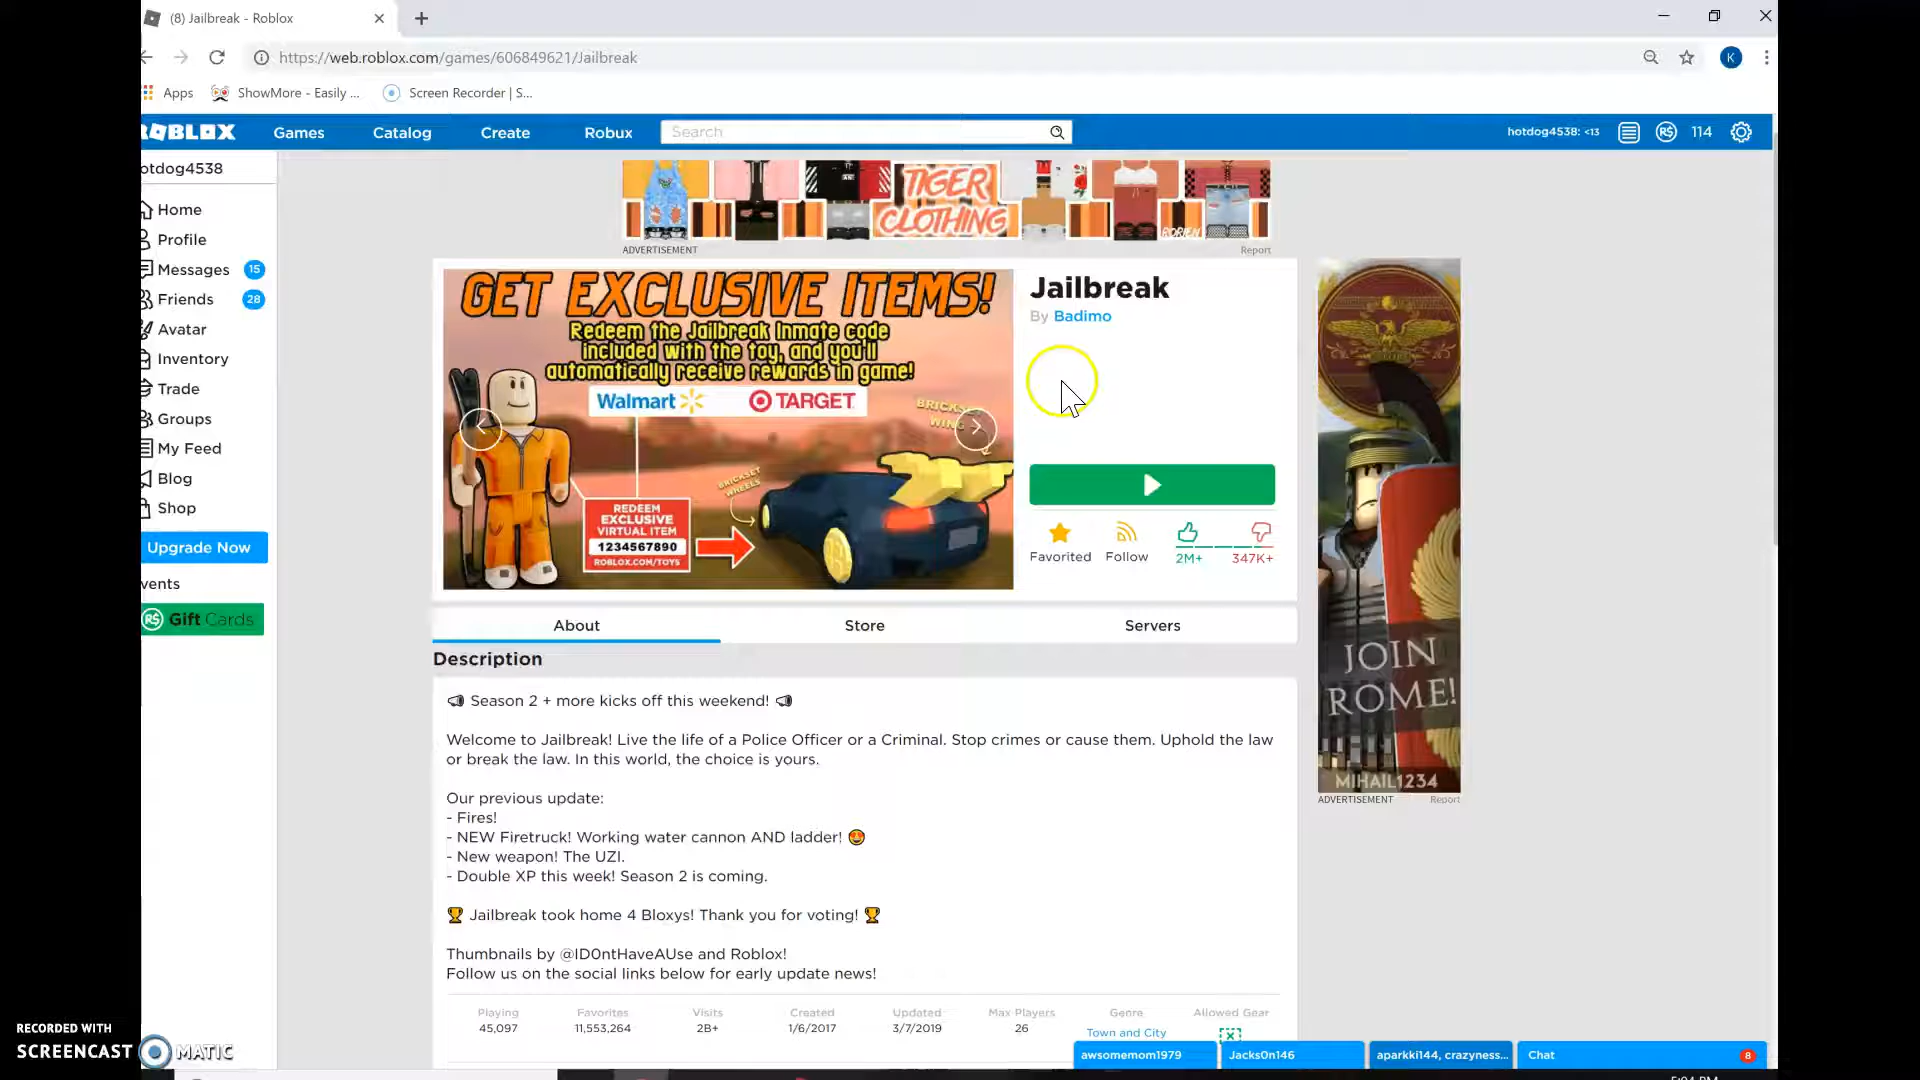 (8) Jailbreak - Roblox
https://web.roblox.com/games/606849621/Jailbreak
K
Apps
ShowMore - Easily ...
Screen Recorder | S...
ROBLOX
Games
Catalog
Create
Robux
Search
hotdog4538: <13
R$
114
otdog4538
Home
Profile
Messages 15
Friends 28
Avatar
Inventory
Trade
Groups
My Feed
Blog
Shop
Upgrade Now
vents
R$ Gift Cards
TIGER
CLOTHING
RORIEN
ADVERTISEMENT
Report
GET EXCLUSIVE ITEMS!
Redeem the Jailbreak Inmate code
included with the toy, and you'll
automatically receive rewards in game!
Walmart
TARGET
BRICKSET
WING
BRICKSET
WHEELS
REDEEM
EXCLUSIVE
VIRTUAL ITEM
1234567890
ROBLOX.COM/TOYS
Jailbreak
By Badimo
Favorited
Follow
2M+
347K+
About
Store
Servers
Description
📢 Season 2 + more kicks off this weekend! 📢
Welcome to Jailbreak! Live the life of a Police Officer or a Criminal. Stop crimes or cause them. Uphold the law
or break the law. In this world, the choice is yours.
Our previous update:
- Fires!
- NEW Firetruck! Working water cannon AND ladder! 😍
- New weapon! The UZI.
- Double XP this week! Season 2 is coming.
🏆 Jailbreak took home 4 Bloxys! Thank you for voting! 🏆
Thumbnails by @ID0ntHaveAUse and Roblox!
Follow us on the social links below for early update news!
Playing
45,097
Favorites
11,553,264
Visits
2B+
Created
1/6/2017
Updated
3/7/2019
Max Players
26
Genre
Town and City
Allowed Gear
JOIN
ROME!
MIHAIL1234
ADVERTISEMENT
Report
awsomemom1979
Jacks0n146
aparkki144, crazyness...
Chat
8
RECORDED WITH
SCREENCAST MATIC